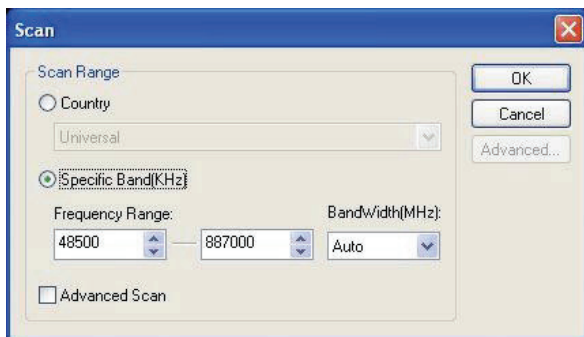 Scan
Scan Range
Country
Universal
Specific Band(KHz)
Frequency Range:
BandWidth(MHz):
48500
887000
Auto
Advanced Scan
OK
Cancel
Advanced...